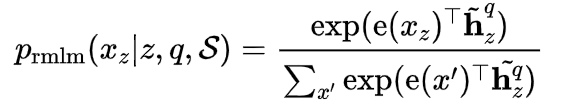 p_rmlm(x_z|z, q, 𝒮) = exp(e(x_z)^⊤ h̃_z^q) / ∑_{x'} exp(e(x')^⊤ h̃_z^q)